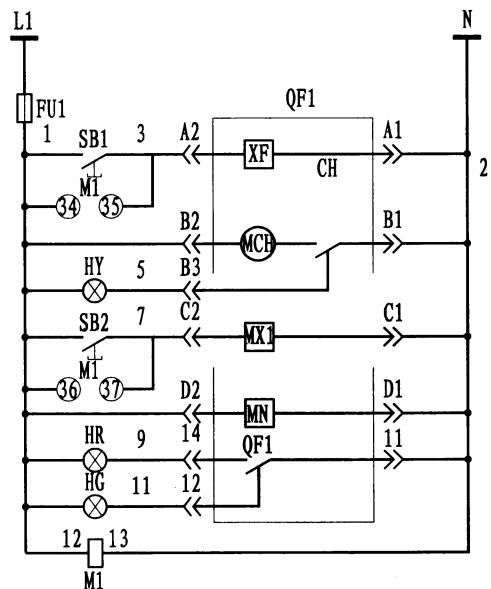 L1 N
FU1 QF1
1 SB1 3 A2 A1
XF CH 2
M1
34 35
B2 B1
MCH
HY 5 B3
SB2 7 C2 C1
MX1
M1
36 37
D2 D1
MN
HR 9 14 QF1 11
HG 11 12
12 13
M1